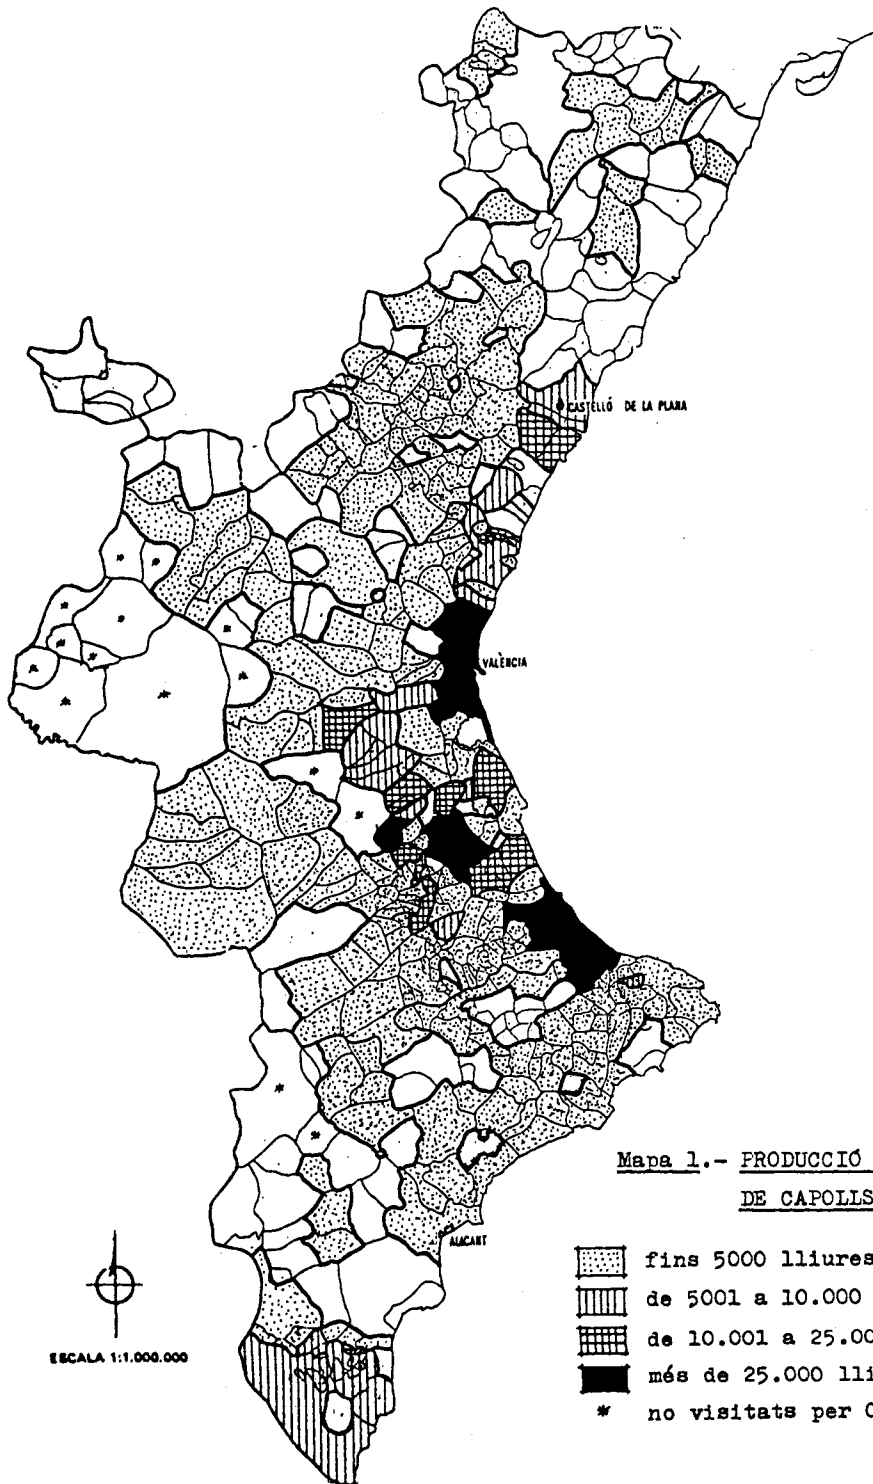 CASTELLÓ DE LA PLANA
VALÈNCIA
Mapa 1.- PRODUCCIÓ
DE CAPOLLS
ALACANT
fins 5000 lliures
de 5001 a 10.000
de 10.001 a 25.00
més de 25.000 lli
* no visitats per C
ESCALA 1:1.000.000